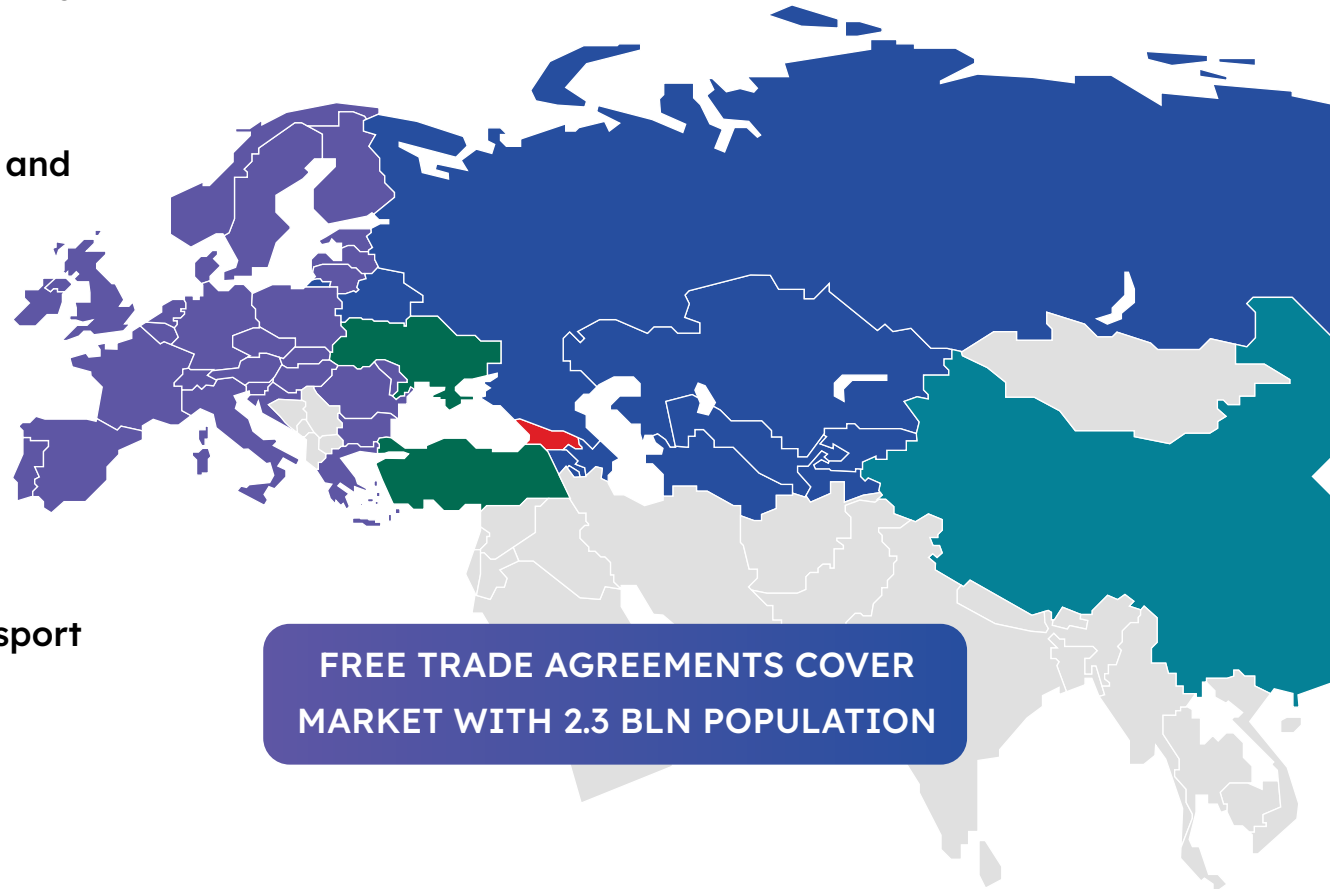 and
sport
FREE TRADE AGREEMENTS COVER
MARKET WITH 2.3 BLN POPULATION